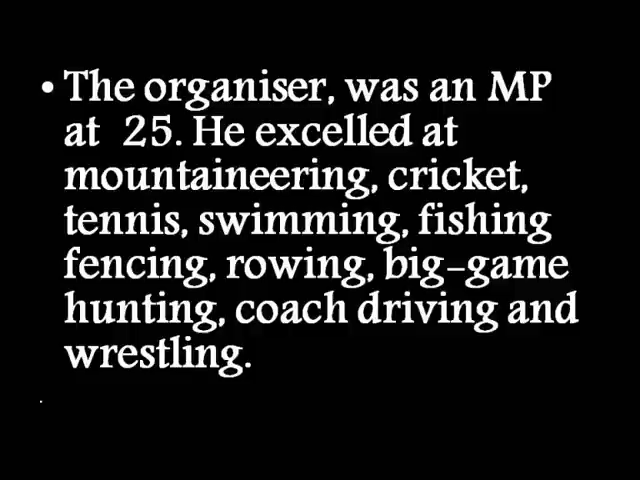 • The organiser, was an MP
at 25. He excelled at
mountaineering, cricket,
tennis, swimming, fishing
fencing, rowing, big-game
hunting, coach driving and
wrestling.
.